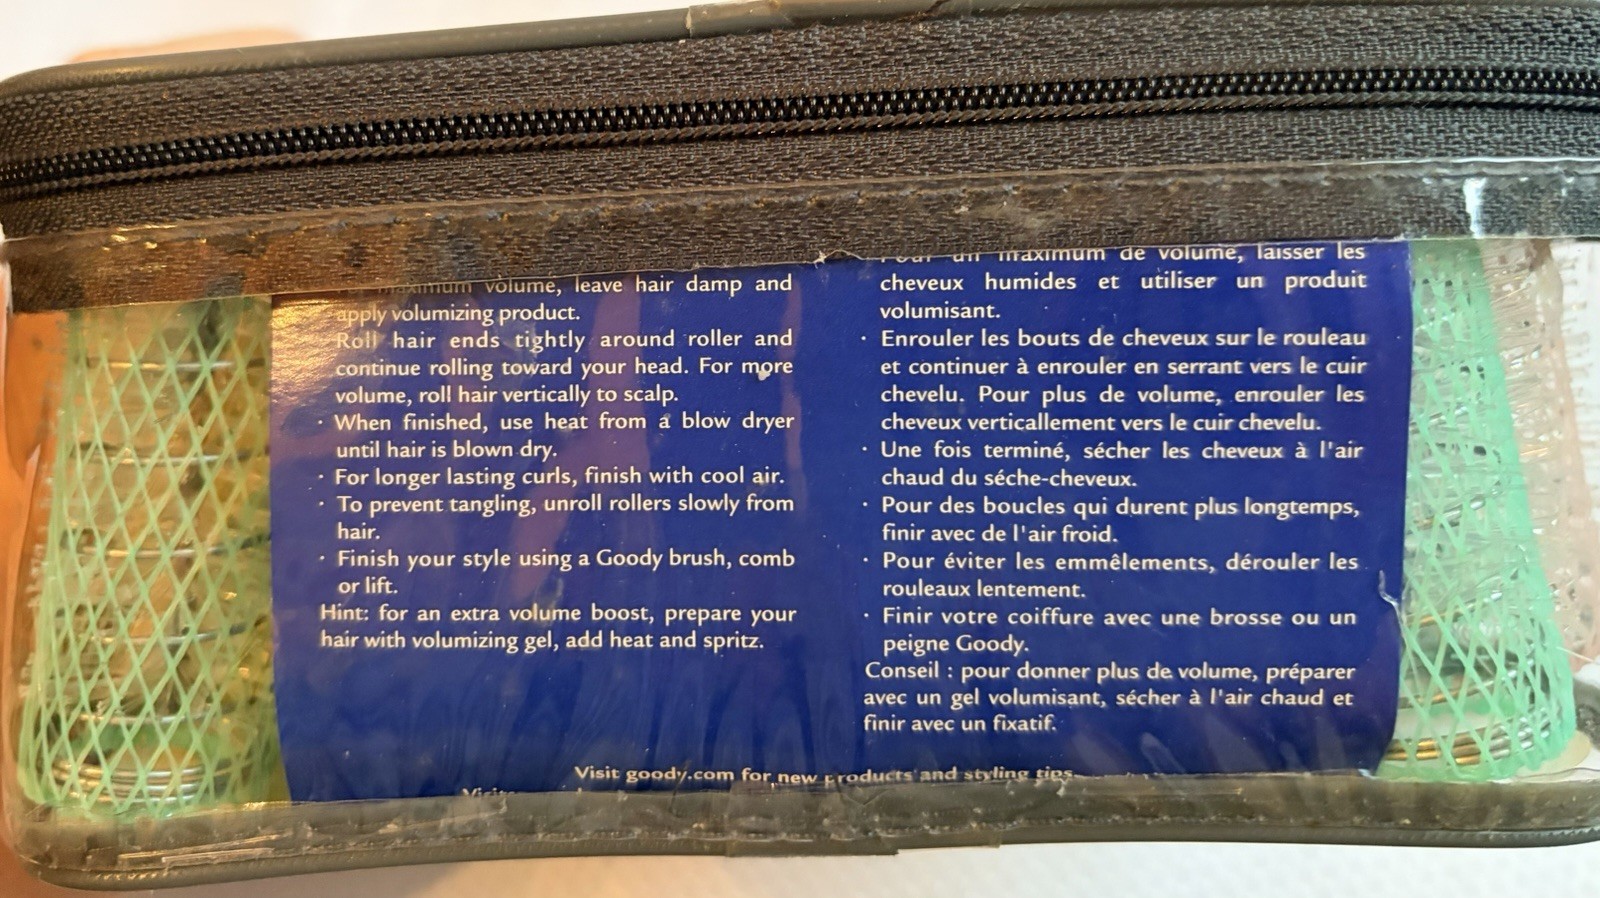 maximum volume, leave hair damp and
apply volumizing product.
Roll hair ends tightly around roller and
continue rolling toward your head. For more
volume, roll hair vertically to scalp.
· When finished, use heat from a blow dryer
until hair is blown dry.
· For longer lasting curls, finish with cool air.
· To prevent tangling, unroll rollers slowly from
hair.
· Finish your style using a Goody brush, comb
or lift.
Hint: for an extra volume boost, prepare your
hair with volumizing gel, add heat and spritz.
Pour un maximum de volume, laisser les
cheveux humides et utiliser un produit
volumisant.
· Enrouler les bouts de cheveux sur le rouleau
et continuer à enrouler en serrant vers le cuir
chevelu. Pour plus de volume, enrouler les
cheveux verticallement vers le cuir chevelu.
· Une fois terminé, sécher les cheveux à l'air
chaud du séche-cheveux.
· Pour des boucles qui durent plus longtemps,
finir avec de l'air froid.
· Pour éviter les emmêlements, dérouler les
rouleaux lentement.
· Finir votre coiffure avec une brosse ou un
peigne Goody.
Conseil : pour donner plus de volume, préparer
avec un gel volumisant, sécher à l'air chaud et
finir avec un fixatif.
Visit goody.com for new products and styling tips